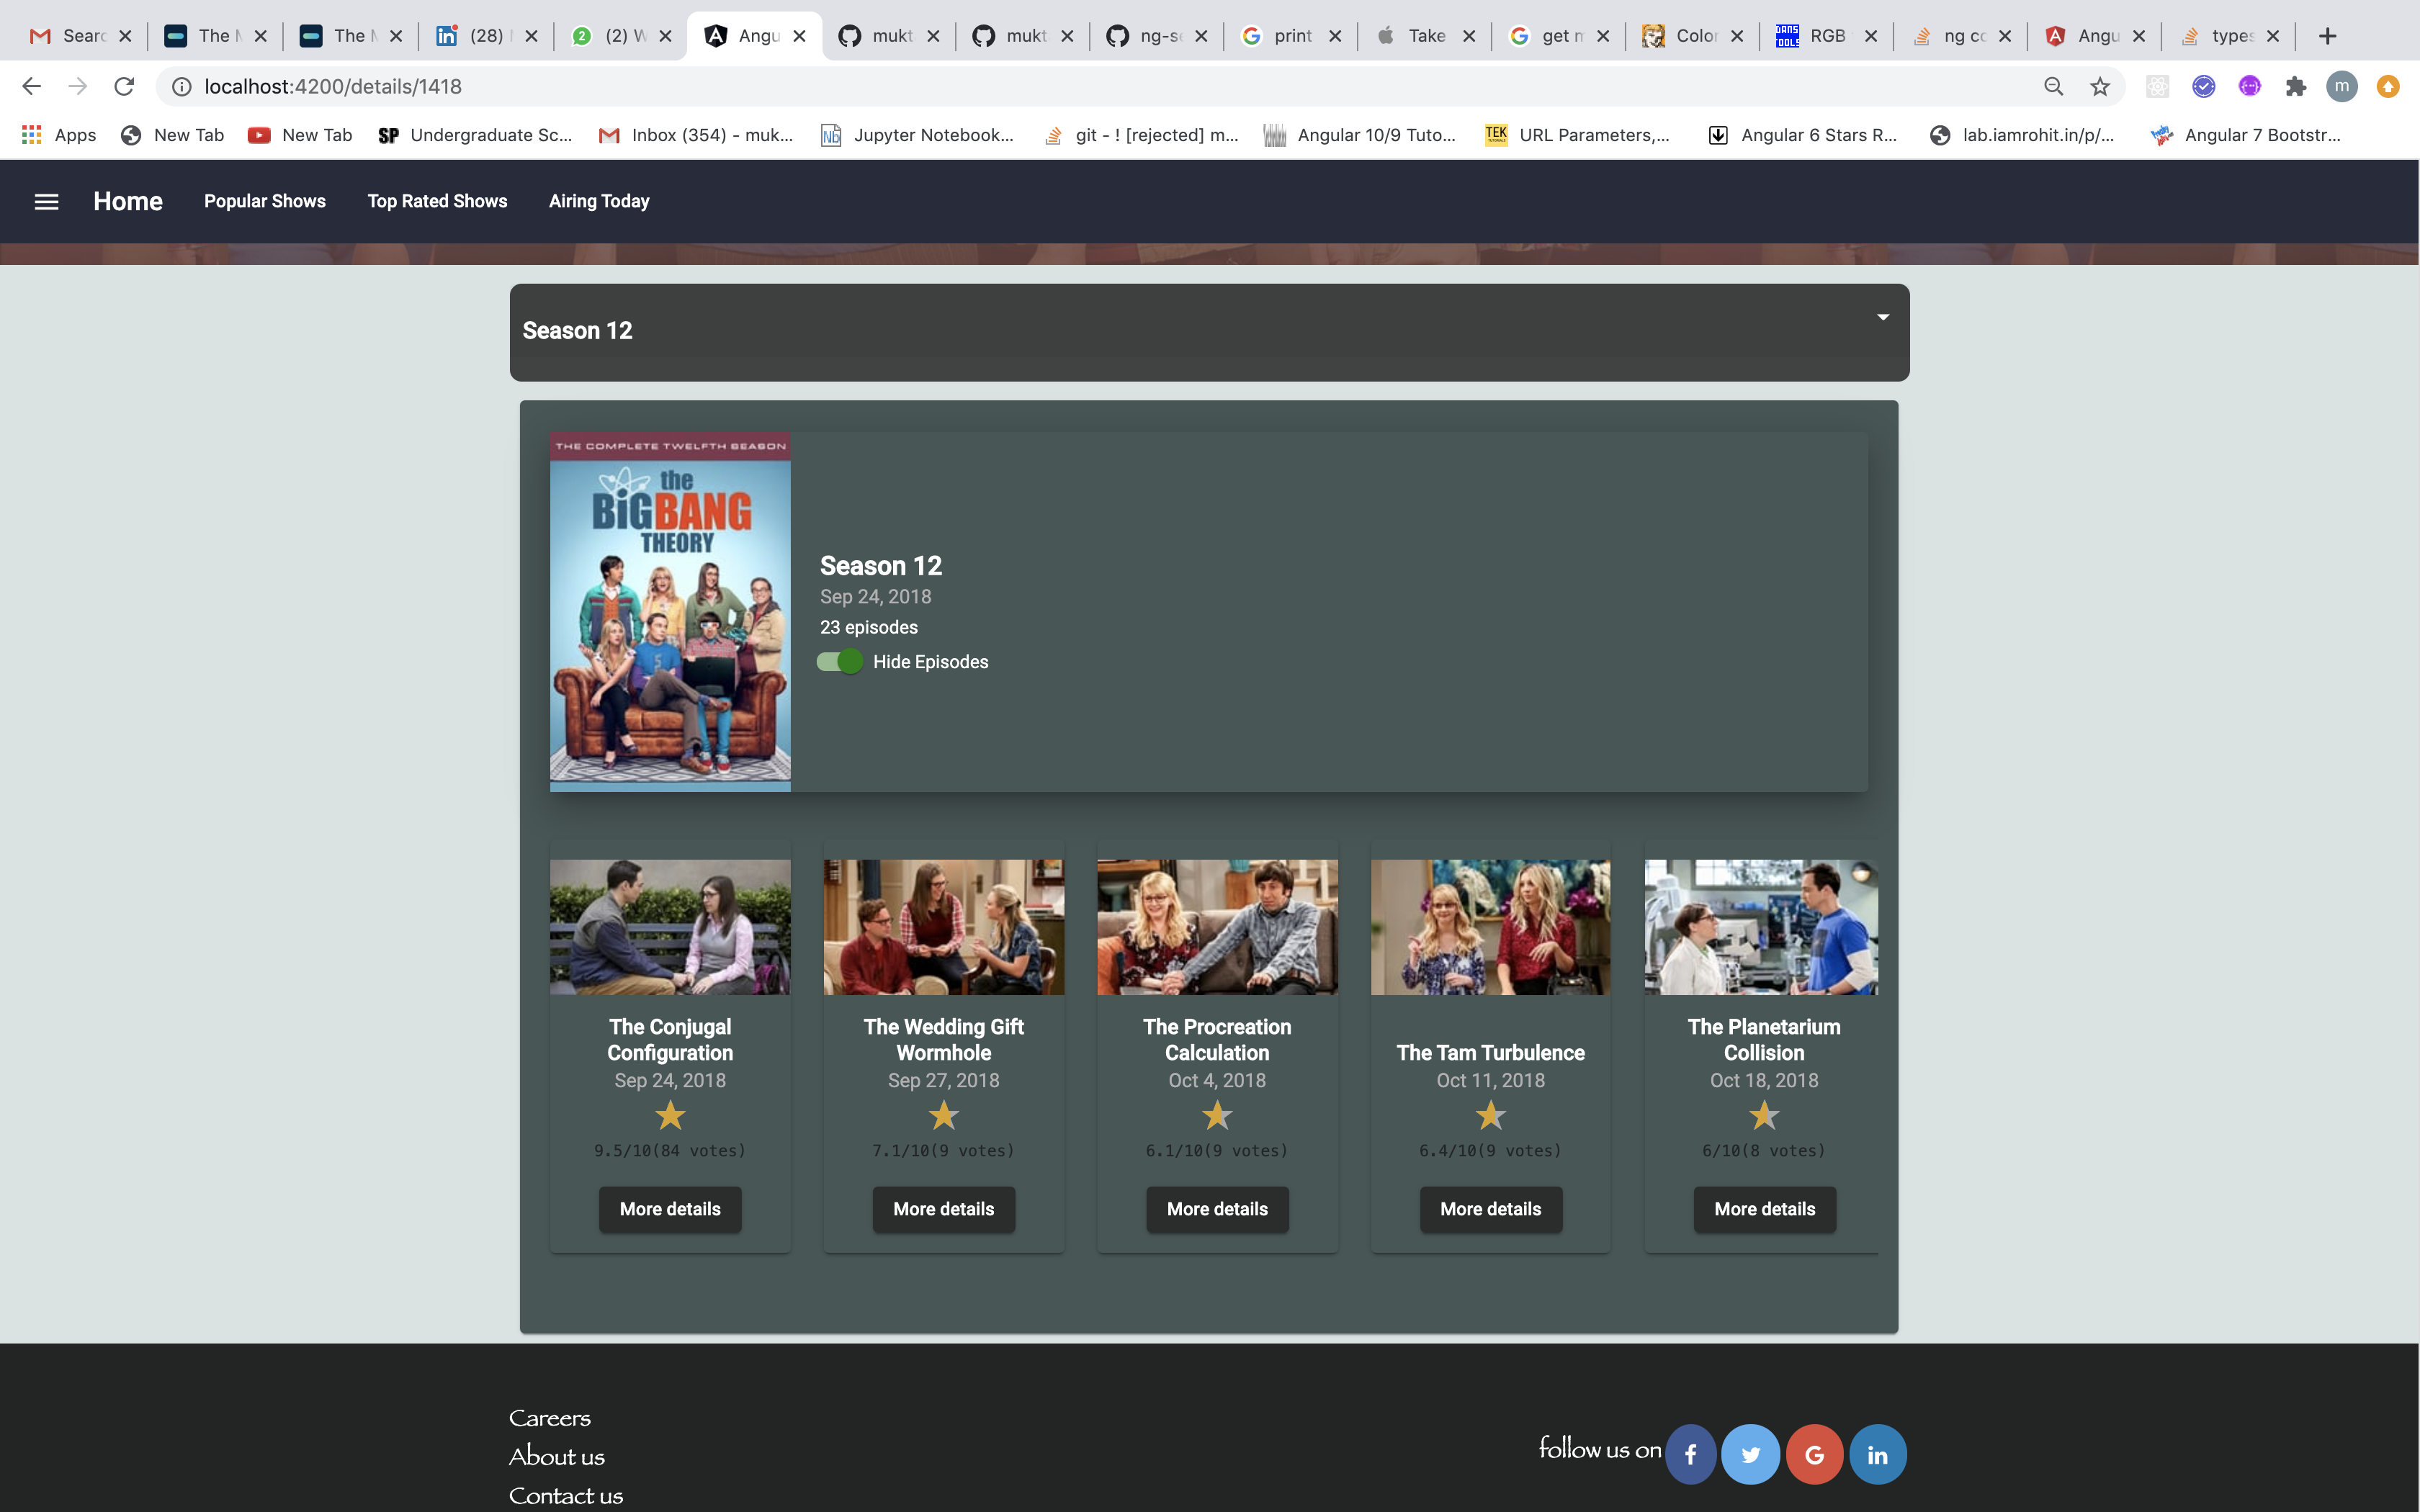 Searc
The M
The M
(28)
(2) W
Angu
mukt
mukt
ng-se
print
Take
get m
Color
RGB
ng co
Angu
types
localhost:4200/details/1418
m
Apps
New Tab
New Tab
SP Undergraduate Sc...
Inbox (354) - muk...
Jupyter Notebook...
git - ! [rejected] m...
Angular 10/9 Tuto...
TEK URL Parameters,...
Angular 6 Stars R...
lab.iamrohit.in/p/...
Angular 7 Bootstr...
Home
Popular Shows
Top Rated Shows
Airing Today
Season 12
THE COMPLETE TWELFTH SEASON
the
BIGBANG
THEORY
Season 12
Sep 24, 2018
23 episodes
Hide Episodes
The Conjugal
Configuration
Sep 24, 2018
9.5/10(84 votes)
More details
The Wedding Gift
Wormhole
Sep 27, 2018
7.1/10(9 votes)
More details
The Procreation
Calculation
Oct 4, 2018
6.1/10(9 votes)
More details
The Tam Turbulence
Oct 11, 2018
6.4/10(9 votes)
More details
The Planetarium
Collision
Oct 18, 2018
6/10(8 votes)
More details
Careers
About us
Contact us
follow us on